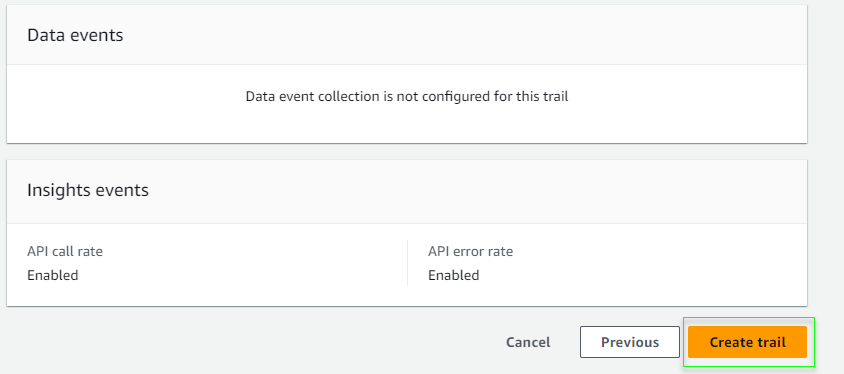 Data events
Data event collection is not configured for this trail
Insights events
API call rate
Enabled
API error rate
Enabled
Cancel
Previous
Create trail